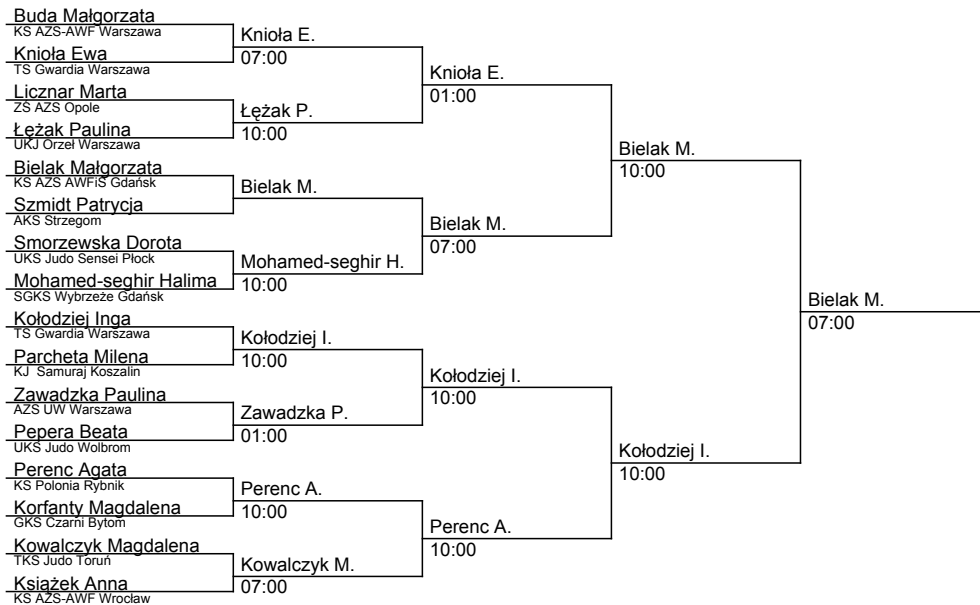 Buda Małgorzata
KS AZS-AWF Warszawa
Knioła Ewa
TS Gwardia Warszawa
Licznar Marta
ZS AZS Opole
Łężak Paulina
UKJ Orzeł Warszawa
Bielak Małgorzata
KS AZS AWFiS Gdańsk
Szmidt Patrycja
AKS Strzegom
Smorzewska Dorota
UKS Judo Sensei Płock
Mohamed-seghir Halima
SGKS Wybrzeże Gdańsk
Kołodziej Inga
TS Gwardia Warszawa
Parcheta Milena
KJ Samuraj Koszalin
Zawadzka Paulina
AZS UW Warszawa
Pepera Beata
UKS Judo Wolbrom
Perenc Agata
KS Polonia Rybnik
Korfanty Magdalena
GKS Czarni Bytom
Kowalczyk Magdalena
TKS Judo Toruń
Książek Anna
KS AZS-AWF Wrocław
Knioła E.
07:00
Łężak P.
10:00
Bielak M.
Mohamed-seghir H.
10:00
Kołodziej I.
10:00
Zawadzka P.
01:00
Perenc A.
10:00
Kowalczyk M.
07:00
Knioła E.
01:00
Bielak M.
07:00
Kołodziej I.
10:00
Perenc A.
10:00
Bielak M.
10:00
Kołodziej I.
10:00
Bielak M.
07:00